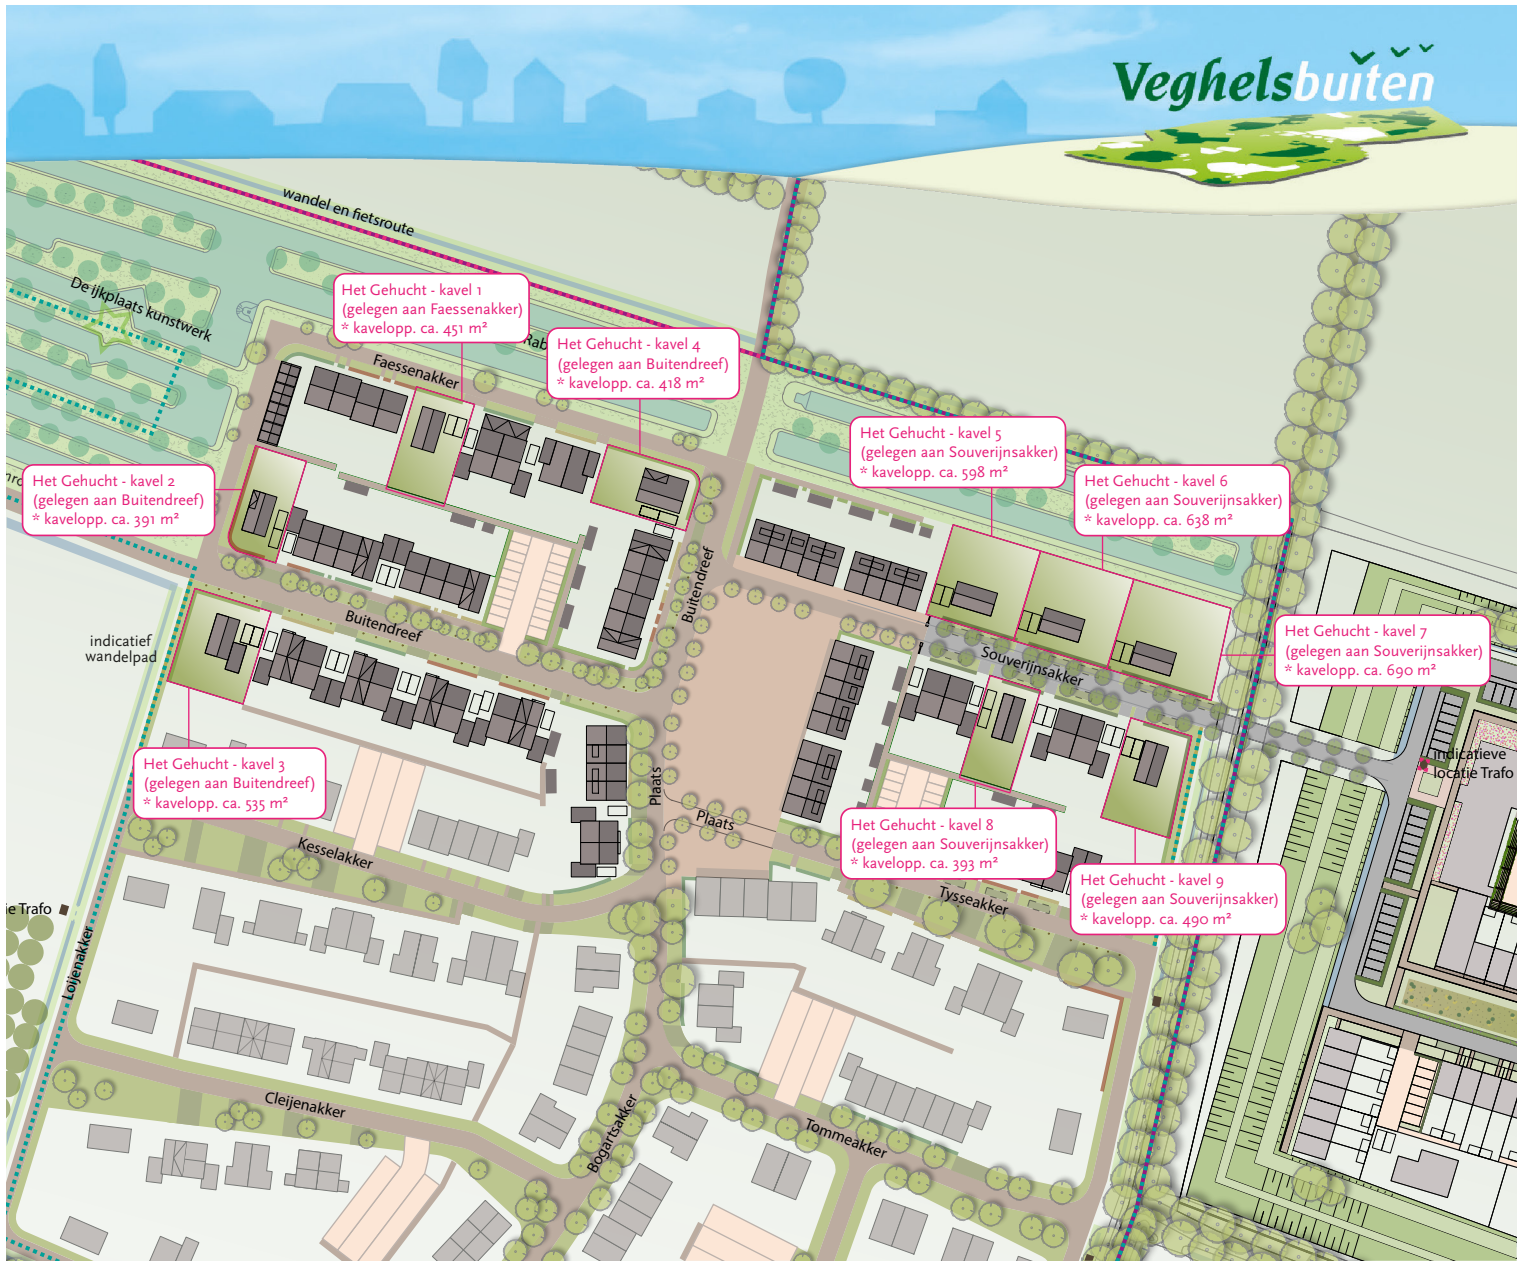 Veghelsbuiten
wandel en fietsroute
De ijkplaats kunstwerk
Het Gehucht - kavel 1
(gelegen aan Faessenakker)
* kavelopp. ca. 451 m²
Het Gehucht - kavel 4
(gelegen aan Buitendreef)
* kavelopp. ca. 418 m²
Faessenakker
Het Gehucht - kavel 5
(gelegen aan Souverijnsakker)
* kavelopp. ca. 598 m²
Het Gehucht - kavel 6
(gelegen aan Souverijnsakker)
* kavelopp. ca. 638 m²
Het Gehucht - kavel 2
(gelegen aan Buitendreef)
* kavelopp. ca. 391 m²
Buitendreef
Buitendreef
indicatief
wandelpad
Souverijnsakker
Het Gehucht - kavel 7
(gelegen aan Souverijnsakker)
* kavelopp. ca. 690 m²
Het Gehucht - kavel 3
(gelegen aan Buitendreef)
* kavelopp. ca. 535 m²
indicatieve
locatie Trafo
Plaats
Plaats
Het Gehucht - kavel 8
(gelegen aan Souverijnsakker)
* kavelopp. ca. 393 m²
Kesselakker
Het Gehucht - kavel 9
(gelegen aan Souverijnsakker)
* kavelopp. ca. 490 m²
Tysseakker
ie Trafo
Loijenakker
Cleijenakker
Bogartsakker
Tommeakker